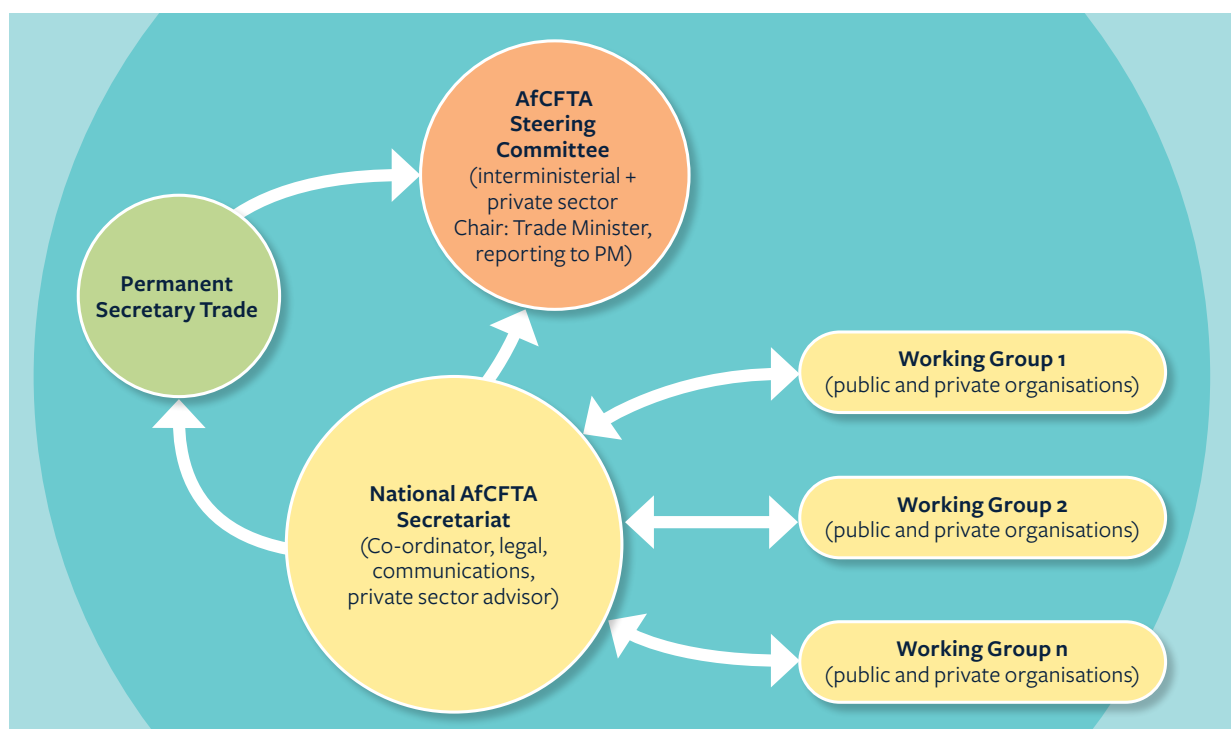 AfCFTA
Steering
Committee
(interministerial +
private sector
Chair: Trade Minister,
reporting to PM)
Permanent
Secretary Trade
National AfCFTA
Secretariat
(Co-ordinator, legal,
communications,
private sector advisor)
Working Group 1
(public and private organisations)
Working Group 2
(public and private organisations)
Working Group n
(public and private organisations)